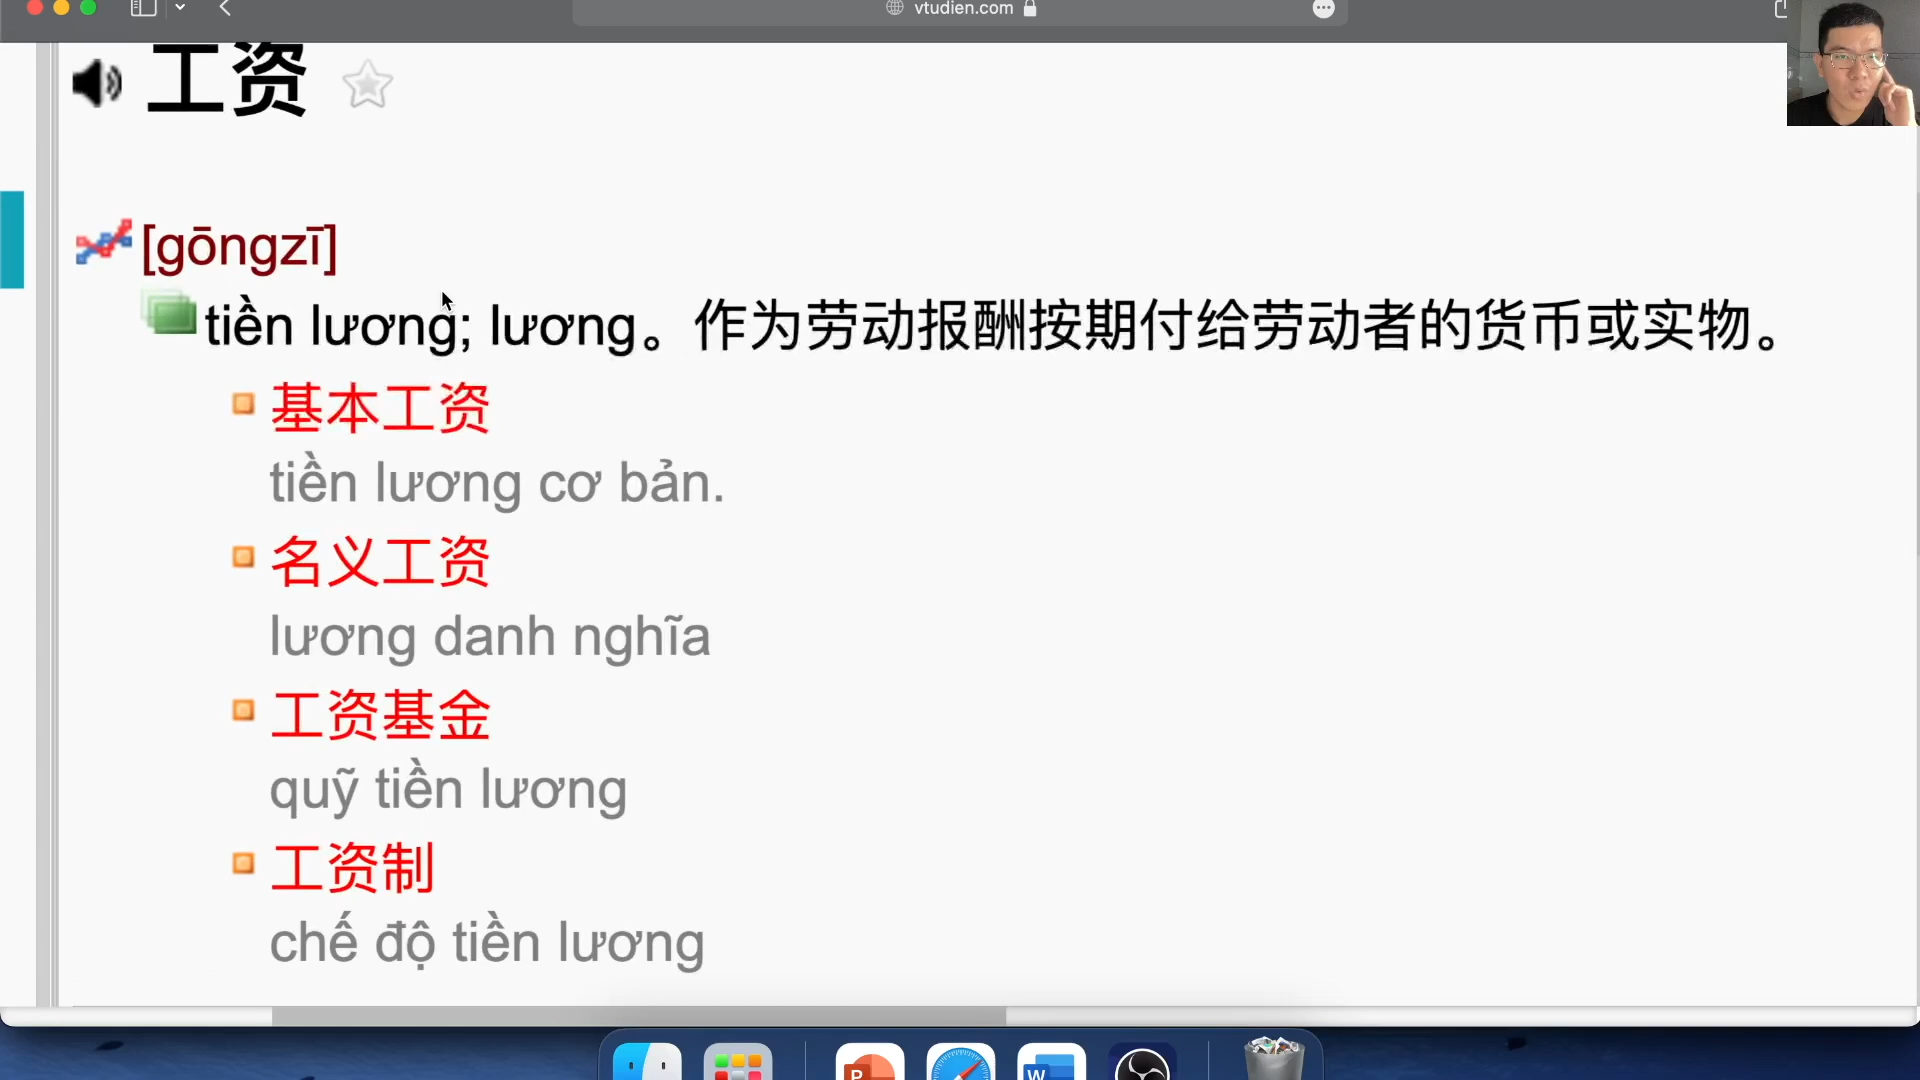 vtudien.com
工资
[gōngzī]
tiền lương; lương。作为劳动报酬按期付给劳动者的货币或实物。
基本工资
tiền lương cơ bản.
名义工资
lương danh nghĩa
工资基金
quỹ tiền lương
工资制
chế độ tiền lương
P
W